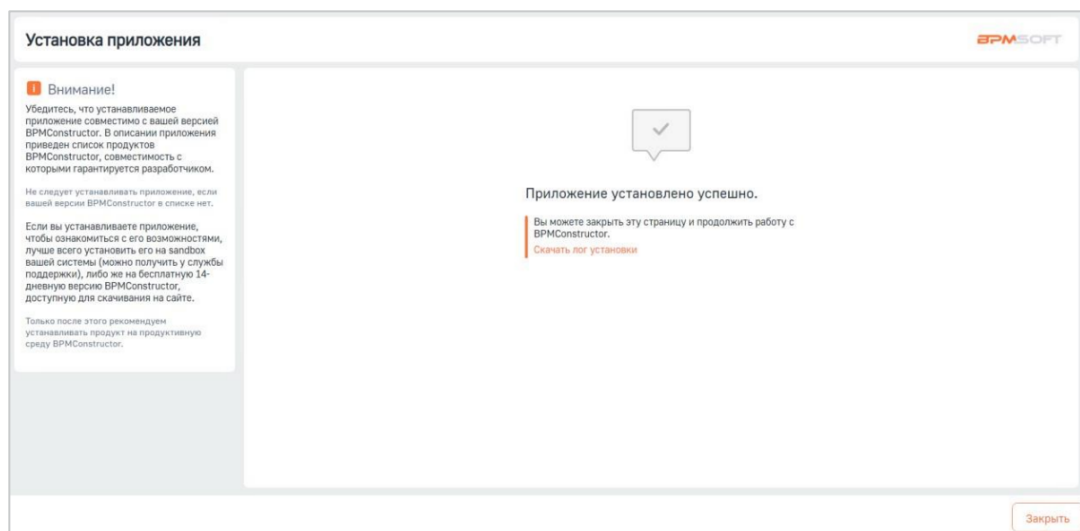 Установка приложения
BPMSOFT
Внимание!
Убедитесь, что устанавливаемое
приложение совместимо с вашей версией
BPMConstructor. В описании приложения
приведен список продуктов
BPMConstructor, совместимость с
которыми гарантируется разработчиком.
Не следует устанавливать приложение, если
вашей версии BPMConstructor в списке нет.
Если вы устанавливаете приложение,
чтобы ознакомиться с его возможностями,
лучше всего установить его на sandbox
вашей системы (можно получить у службы
поддержки), либо же на бесплатную 14-
дневную версию BPMConstructor,
доступную для скачивания на сайте.
Только после этого рекомендуем
устанавливать продукт на продуктивную
среду BPMConstructor.
Приложение установлено успешно.
Вы можете закрыть эту страницу и продолжить работу с
BPMConstructor.
Скачать лог установки
Закрыть